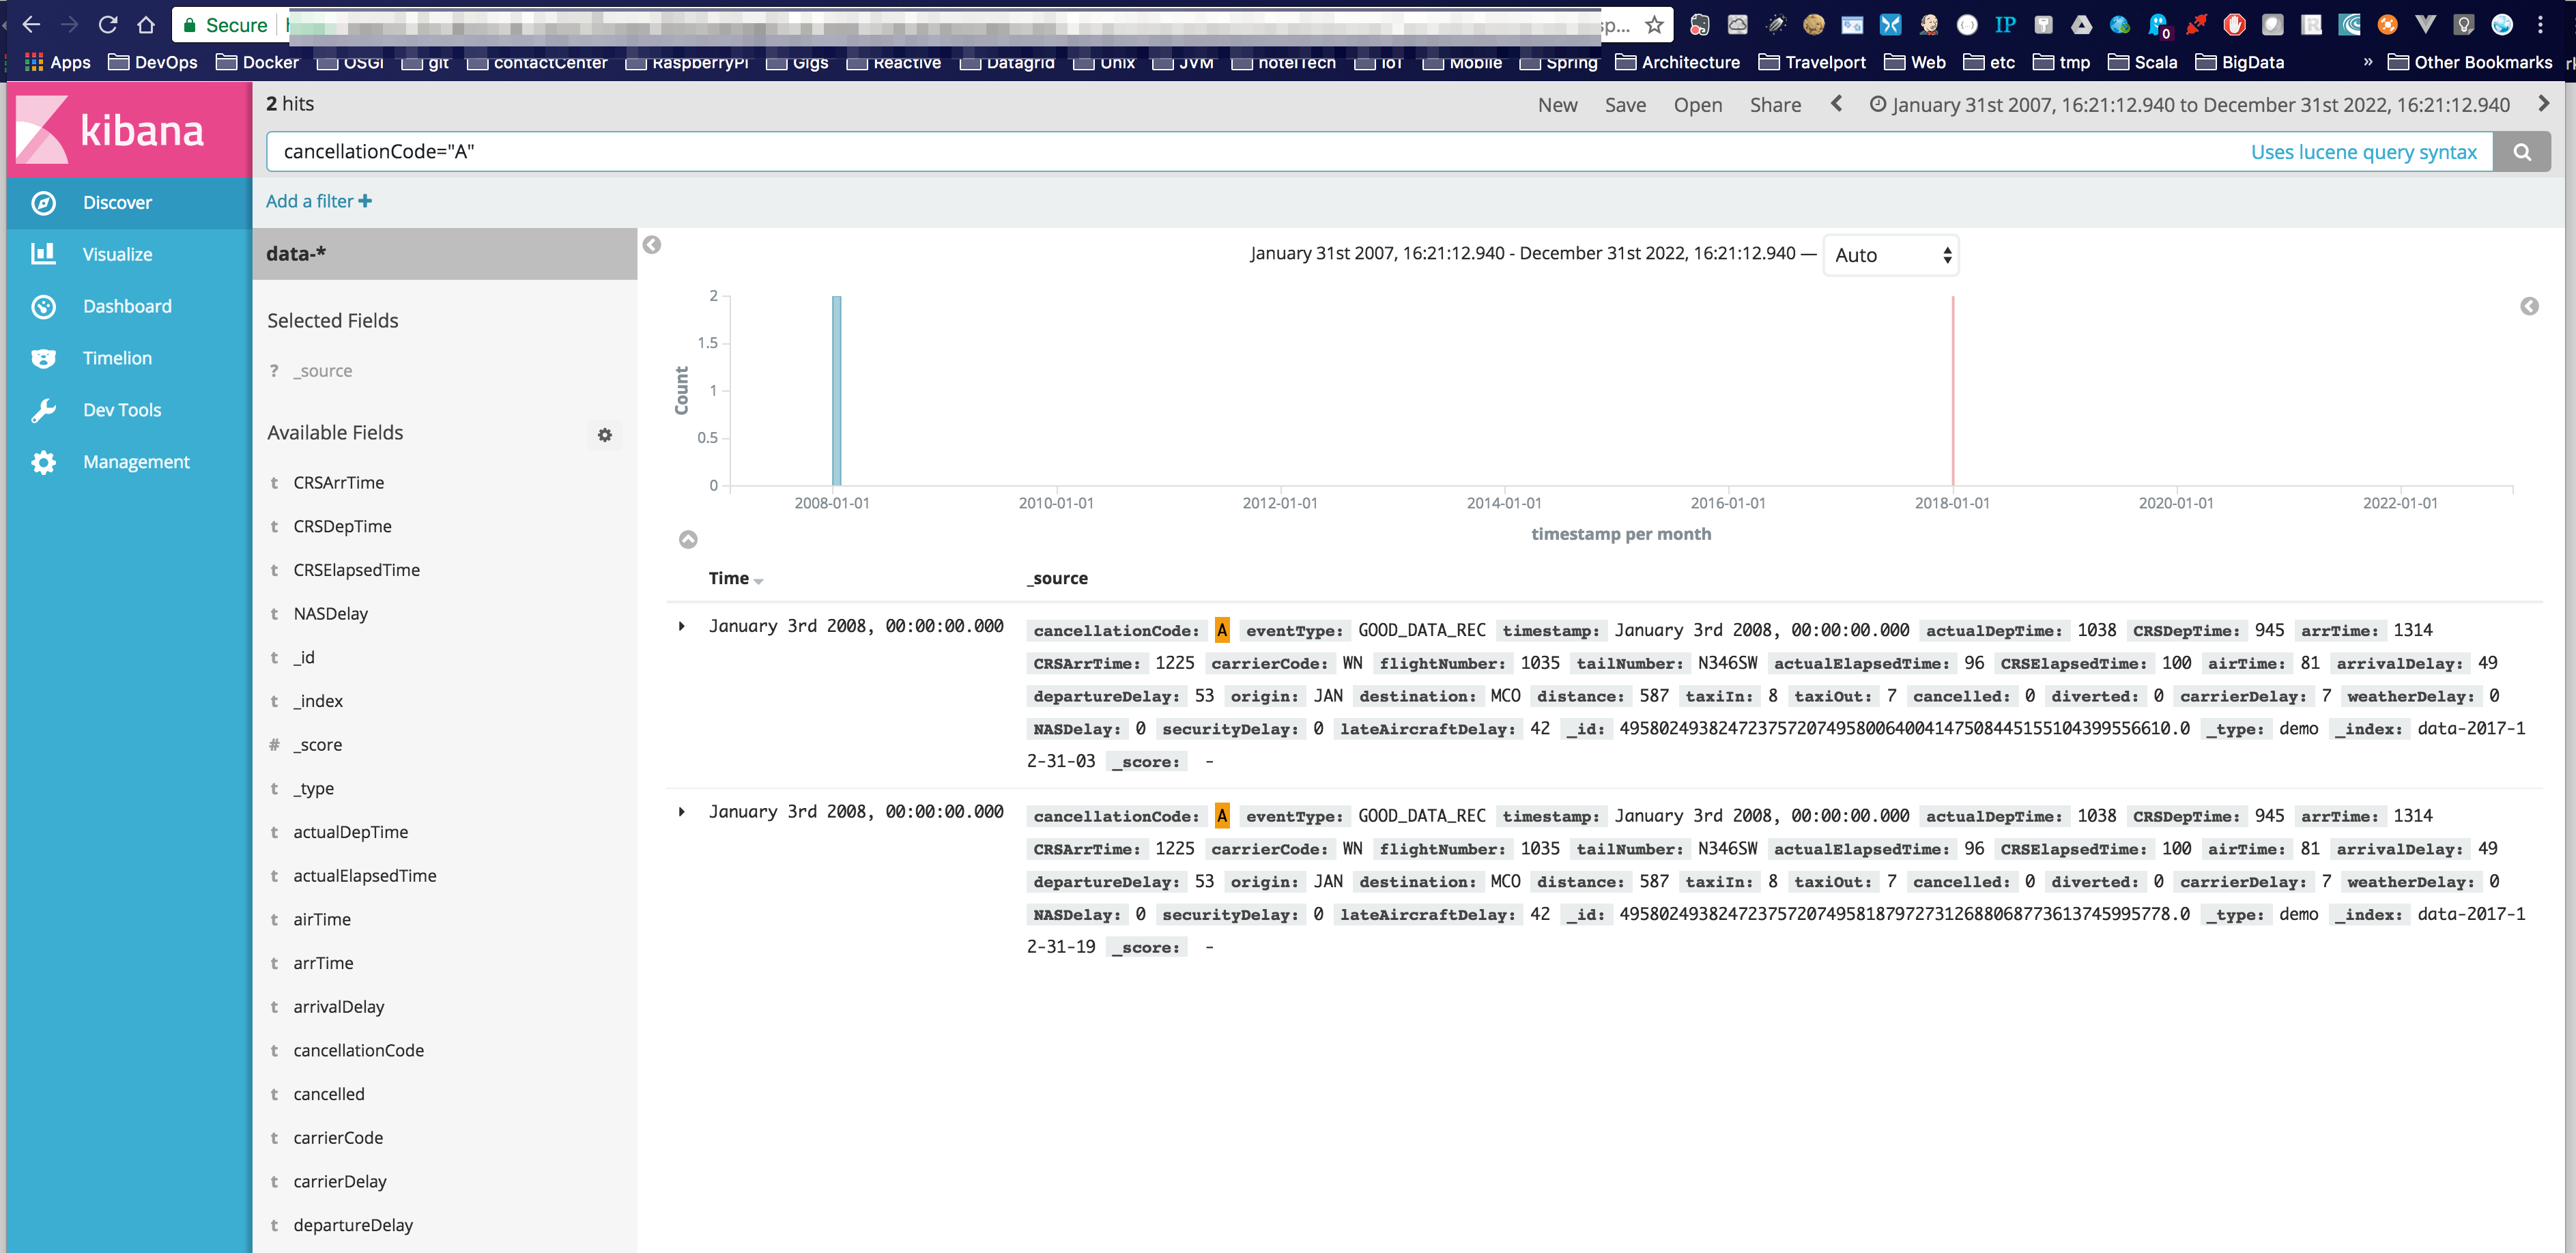 Secure
sp...
IP
0
Apps DevOps Docker OSGi git contactCenter RaspberryPi Gigs Reactive Datagrid Unix JVM hotelTech IoT Mobile Spring Architecture Travelport Web etc tmp Scala BigData » Other Bookmarks
kibana
2 hits
New Save Open Share January 31st 2007, 16:21:12.940 to December 31st 2022, 16:21:12.940
cancellationCode="A"
Uses lucene query syntax
Add a filter +
Discover
Visualize
Dashboard
Timelion
Dev Tools
Management
data-*
Selected Fields
? _source
Available Fields
t CRSArrTime
t CRSDepTime
t CRSElapsedTime
t NASDelay
t _id
t _index
# _score
t _type
t actualDepTime
t actualElapsedTime
t airTime
t arrTime
t arrivalDelay
t cancellationCode
t cancelled
t carrierCode
t carrierDelay
t departureDelay
January 31st 2007, 16:21:12.940 - December 31st 2022, 16:21:12.940 — Auto
2
1.5
1
0.5
0
Count
2008-01-01 2010-01-01 2012-01-01 2014-01-01 2016-01-01 2018-01-01 2020-01-01 2022-01-01
timestamp per month
Time _source
January 3rd 2008, 00:00:00.000 cancellationCode: A eventType: GOOD_DATA_REC timestamp: January 3rd 2008, 00:00:00.000 actualDepTime: 1038 CRSDepTime: 945 arrTime: 1314
CRSArrTime: 1225 carrierCode: WN flightNumber: 1035 tailNumber: N346SW actualElapsedTime: 96 CRSElapsedTime: 100 airTime: 81 arrivalDelay: 49
departureDelay: 53 origin: JAN destination: MCO distance: 587 taxiIn: 8 taxiOut: 7 cancelled: 0 diverted: 0 carrierDelay: 7 weatherDelay: 0
NASDelay: 0 securityDelay: 0 lateAircraftDelay: 42 _id: 49580249382472375720749580064004147508445155104399556610.0 _type: demo _index: data-2017-1
2-31-03 _score: -
January 3rd 2008, 00:00:00.000 cancellationCode: A eventType: GOOD_DATA_REC timestamp: January 3rd 2008, 00:00:00.000 actualDepTime: 1038 CRSDepTime: 945 arrTime: 1314
CRSArrTime: 1225 carrierCode: WN flightNumber: 1035 tailNumber: N346SW actualElapsedTime: 96 CRSElapsedTime: 100 airTime: 81 arrivalDelay: 49
departureDelay: 53 origin: JAN destination: MCO distance: 587 taxiIn: 8 taxiOut: 7 cancelled: 0 diverted: 0 carrierDelay: 7 weatherDelay: 0
NASDelay: 0 securityDelay: 0 lateAircraftDelay: 42 _id: 49580249382472375720749581879727312688068773613745995778.0 _type: demo _index: data-2017-1
2-31-19 _score: -